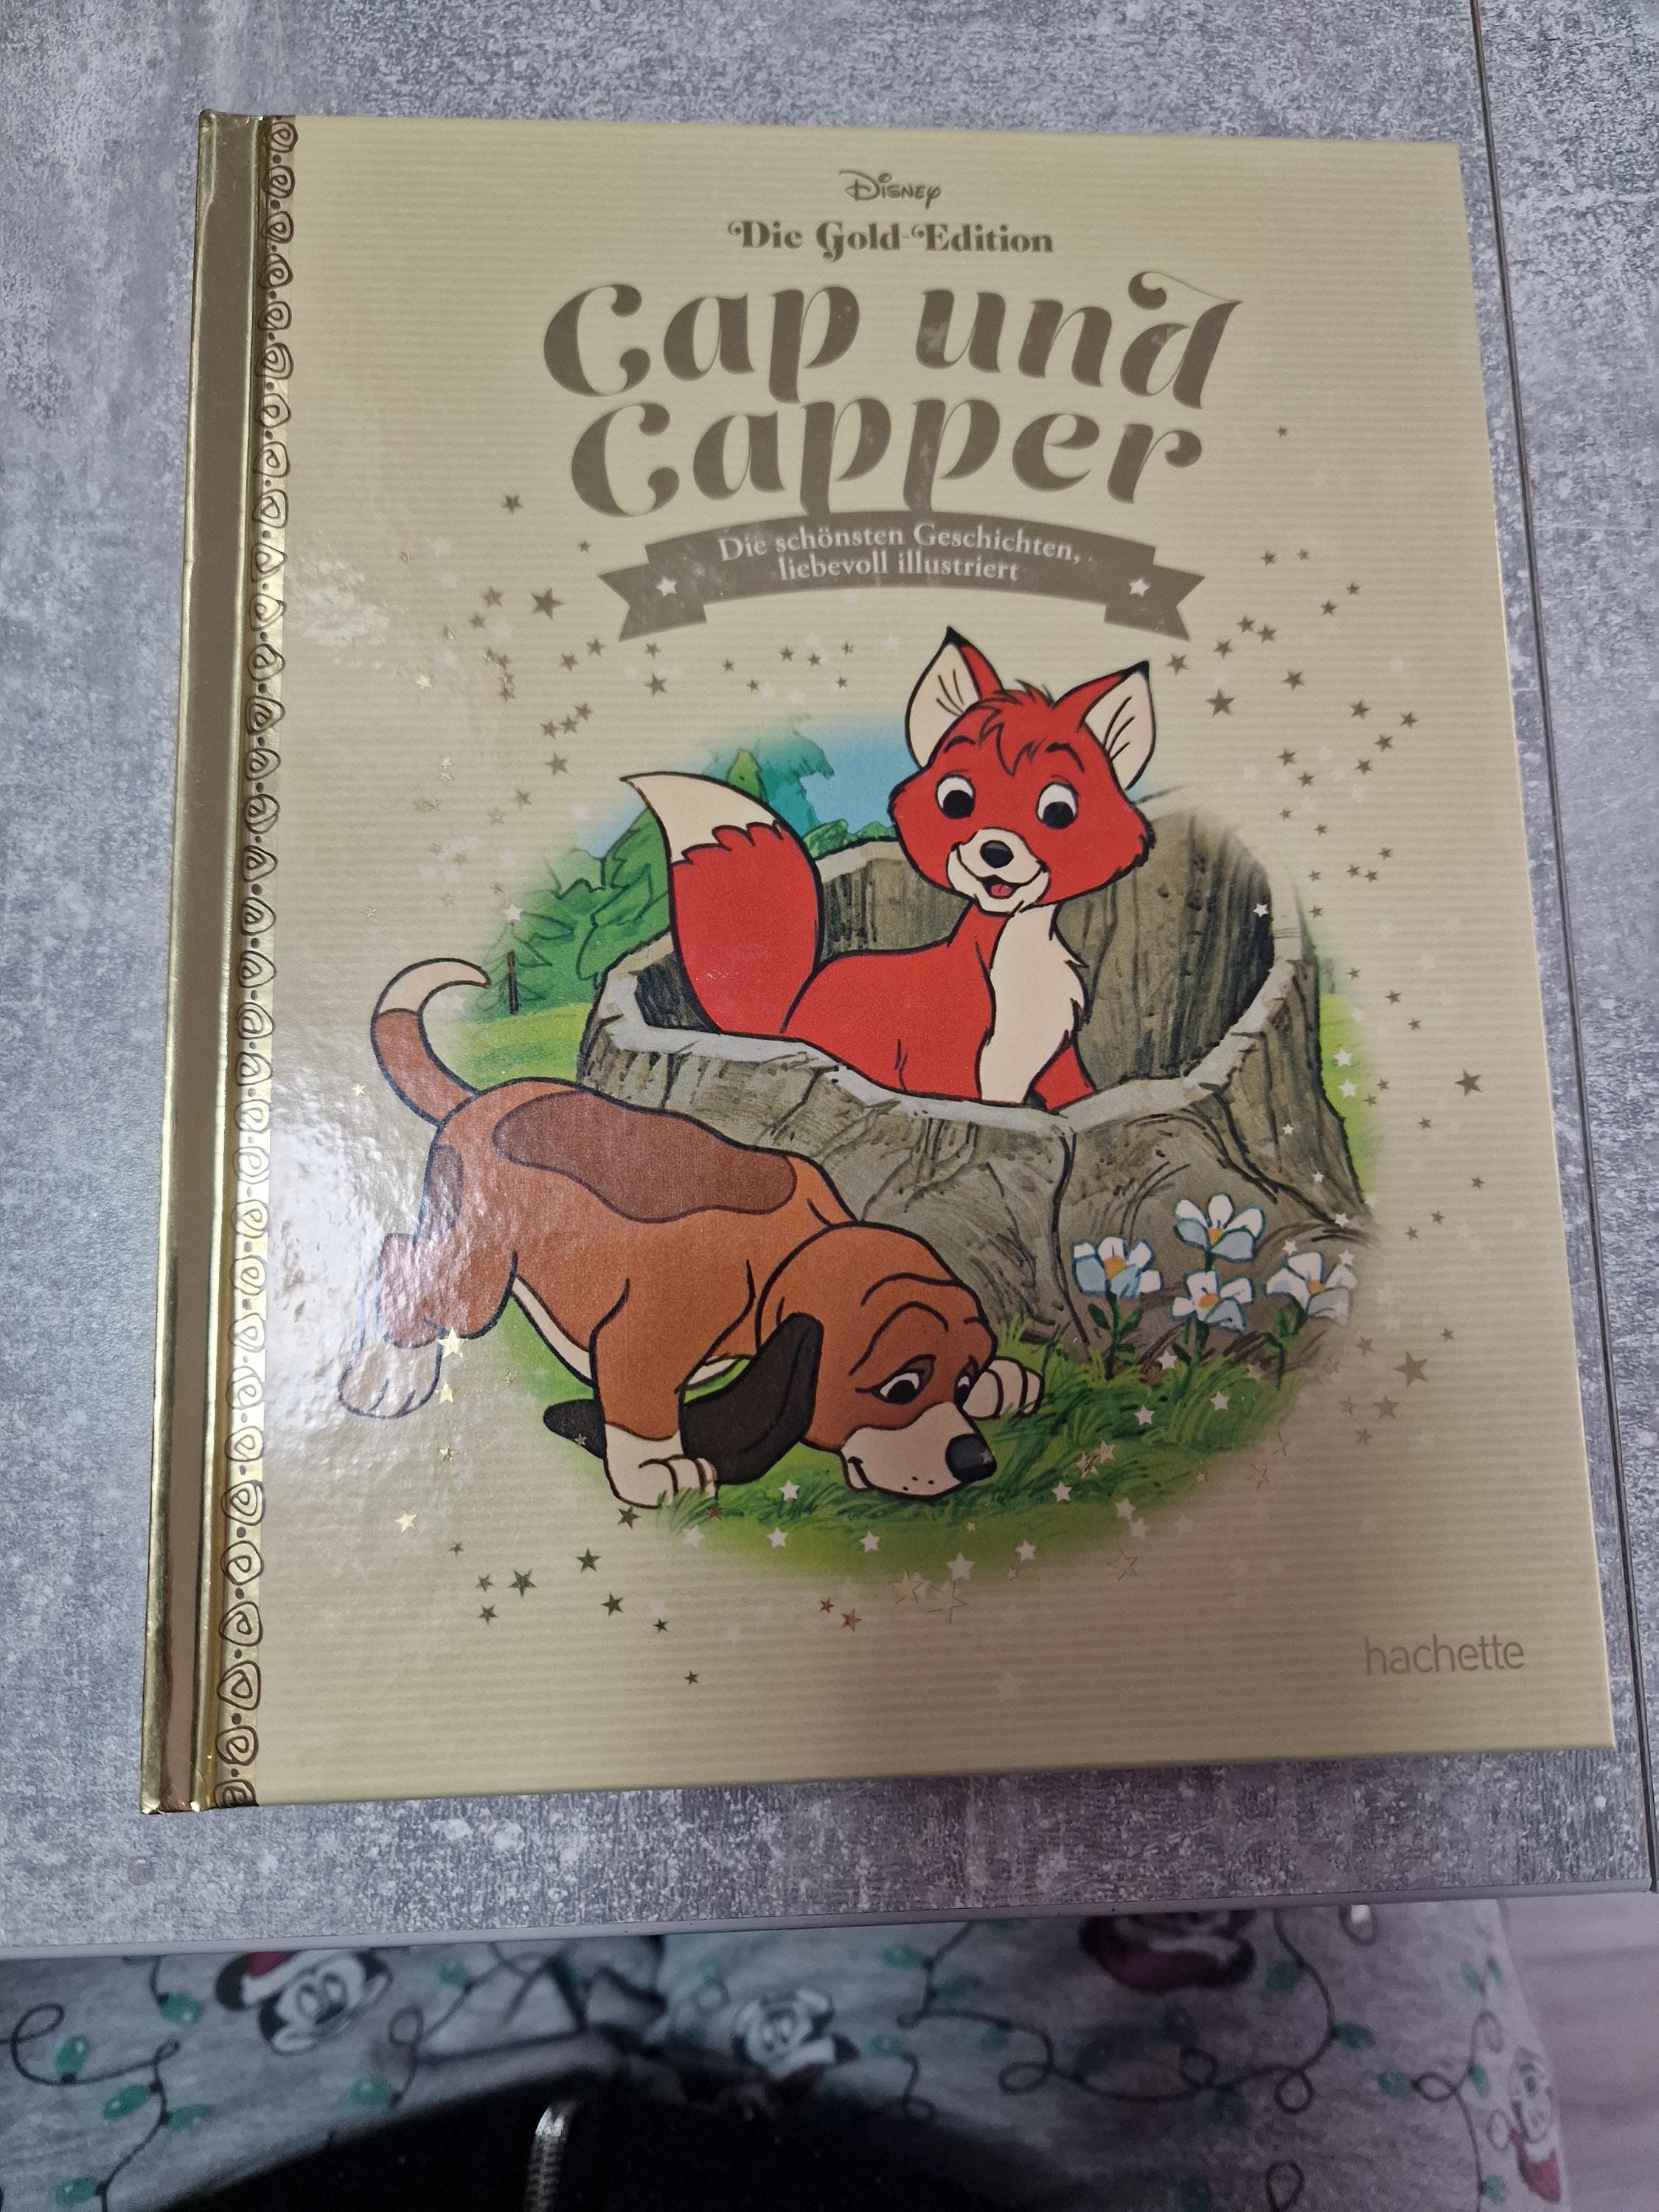 Disney
Die Gold-Edition
Cap und
Capper
Die schönsten Geschichten,
liebevoll illustriert
hachette